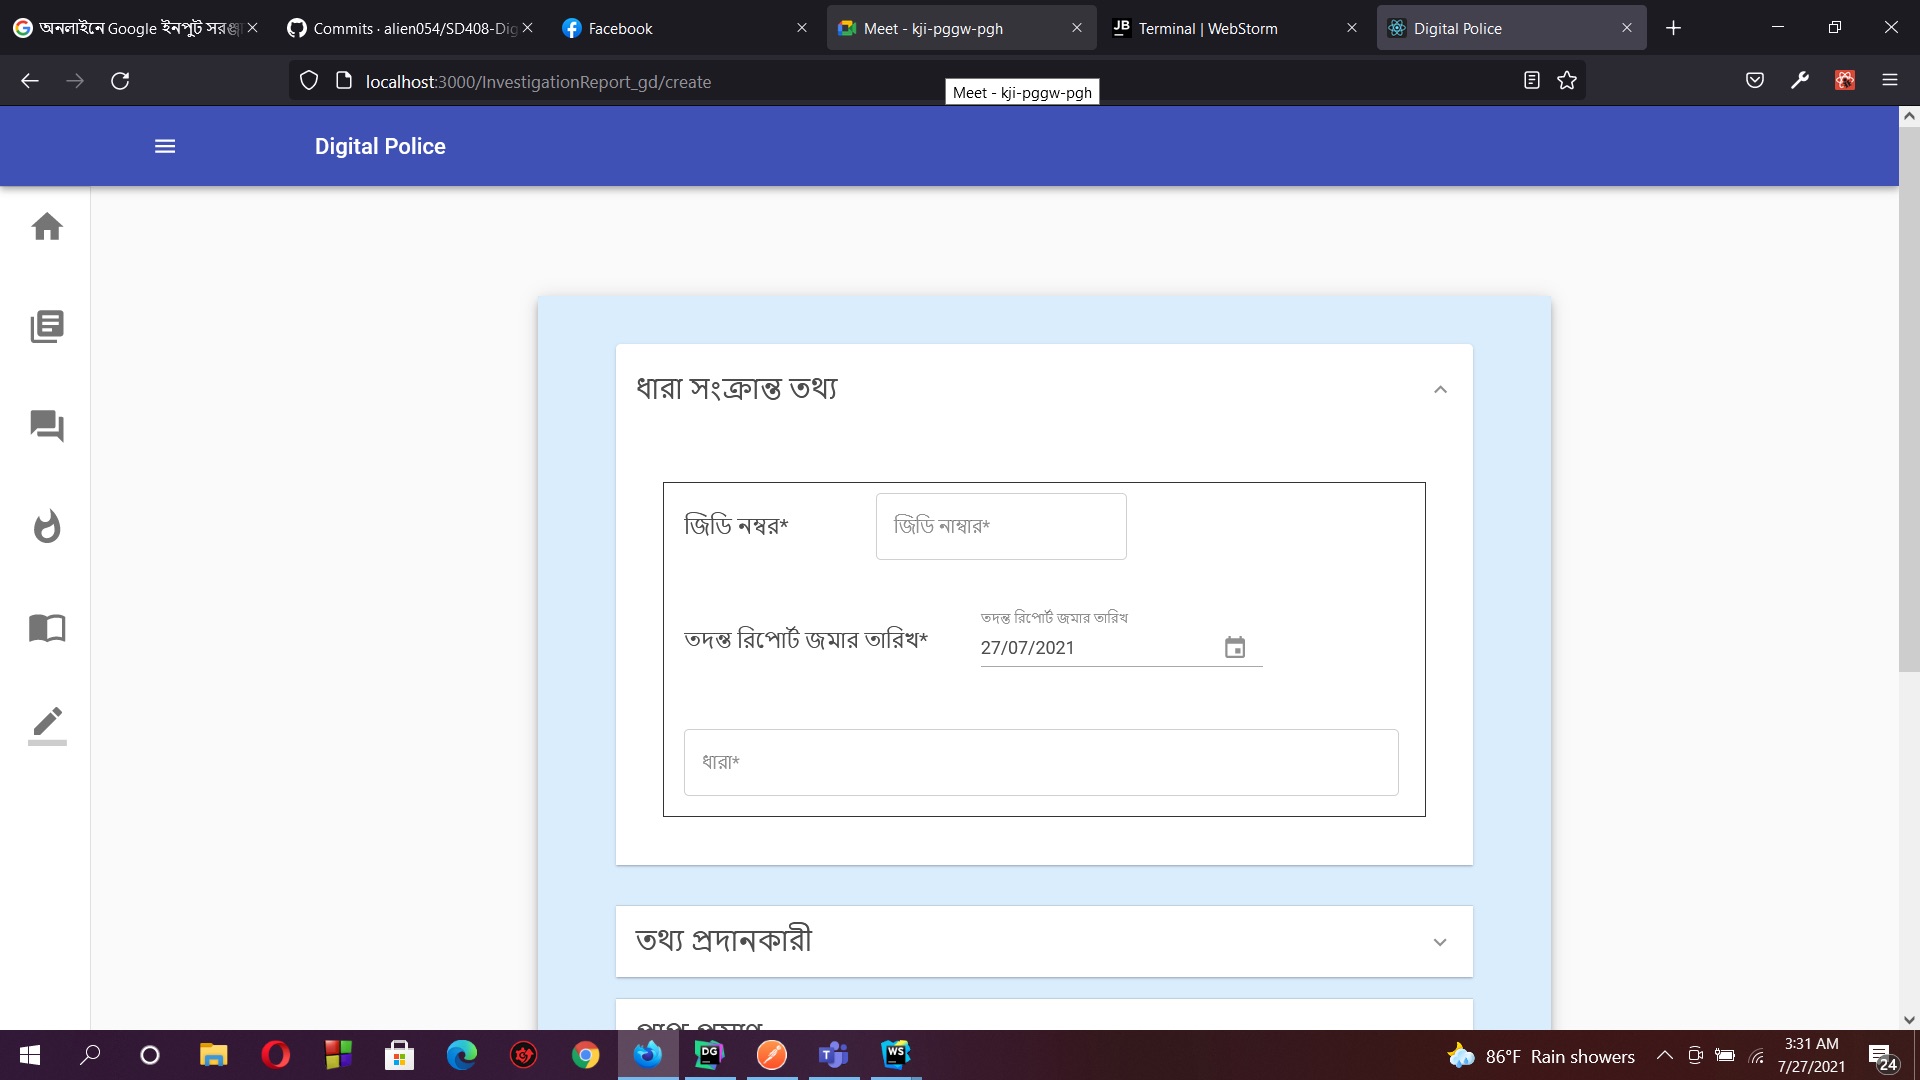 অনলাইনে Google ইনপুট সরঞ্জা
Commits · alien054/SD408-Dig
Facebook
Meet - kji-pggw-pgh
Terminal | WebStorm
Digital Police
localhost:3000/InvestigationReport_gd/create
Meet - kji-pggw-pgh
Digital Police
ধারা সংক্রান্ত তথ্য
জিডি নম্বর*
জিডি নাম্বার*
তদন্ত রিপোর্ট জমার তারিখ
তদন্ত রিপোর্ট জমার তারিখ*
27/07/2021
ধারা*
তথ্য প্রদানকারী
86°F Rain showers
3:31 AM
7/27/2021
24